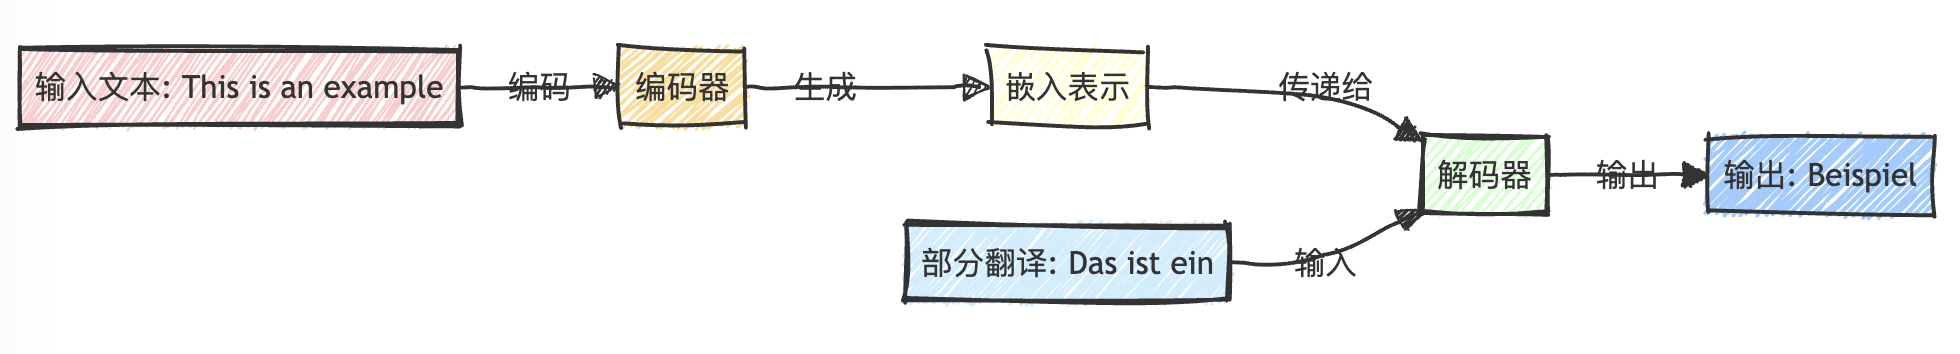 输入文本: This is an example
编码
编码器
生成
嵌入表示
传递给
解码器
输出
输出: Beispiel
部分翻译: Das ist ein
输入